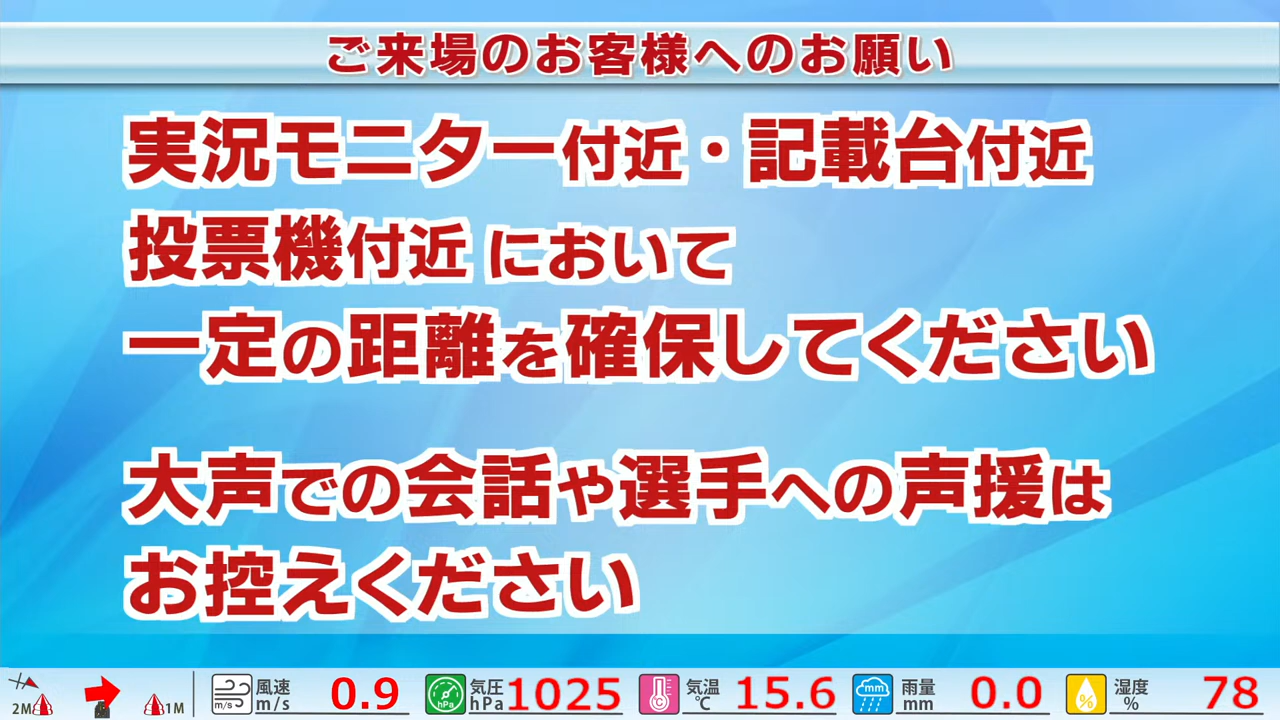 ご来場のお客様へのお願い
実況モニター付近・記載台付近
投票機付近 において
一定の距離を確保してください
大声での会話や選手への声援は
お控えください
2M 1M m/s 風速 m/s 0.9 hPa 気圧 hPa 1025 ℃ 気温 ℃ 15.6 mm 雨量 mm 0.0 % 湿度 % 78